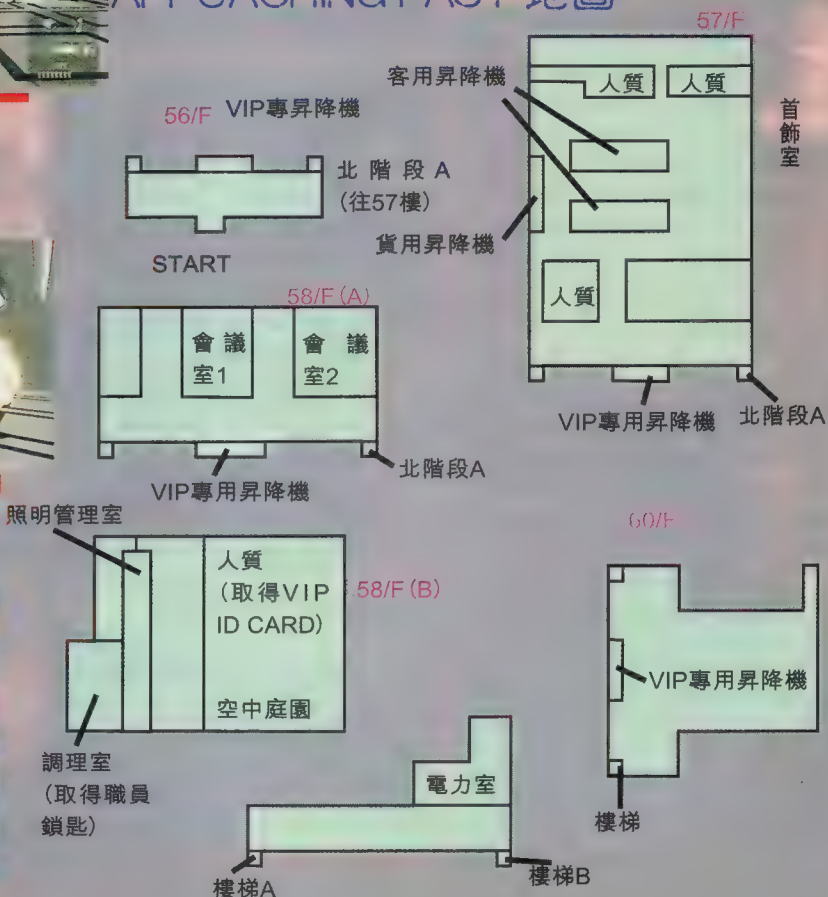 APPROACHING PAST 地圖
56/F
VIP專昇降機
北階段A
(往57樓)
START
57/F
客用昇降機
人質
人質
首飾室
貨用昇降機
人質
VIP專用昇降機
北階段A
58/F(A)
會議
室1
會議
室2
VIP專用昇降機
北階段A
照明管理室
人質
(取得VIP
ID CARD)
58/F(B)
空中庭園
調理室
(取得職員
鎖匙)
電力室
樓梯A
樓梯B
60/F
VIP專用昇降機
樓梯